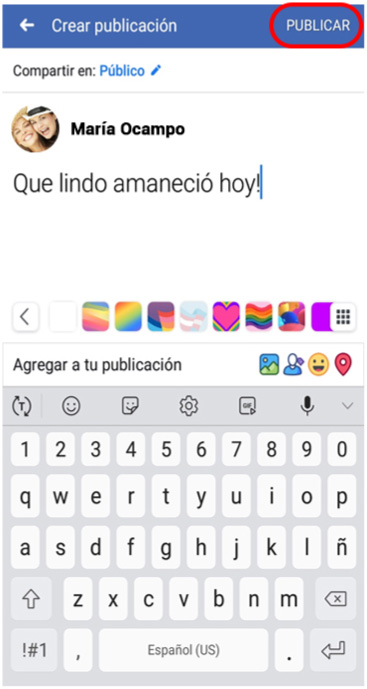 Crear publicación PUBLICAR
Compartir en: Público
María Ocampo
Que lindo amaneció hoy!
Agregar a tu publicación
T GIF
1 2 3 4 5 6 7 8 9 0
q w e r t y u i o p
a s d f g h j k l ñ
z x c v b n m
!#1 , Español (US) .